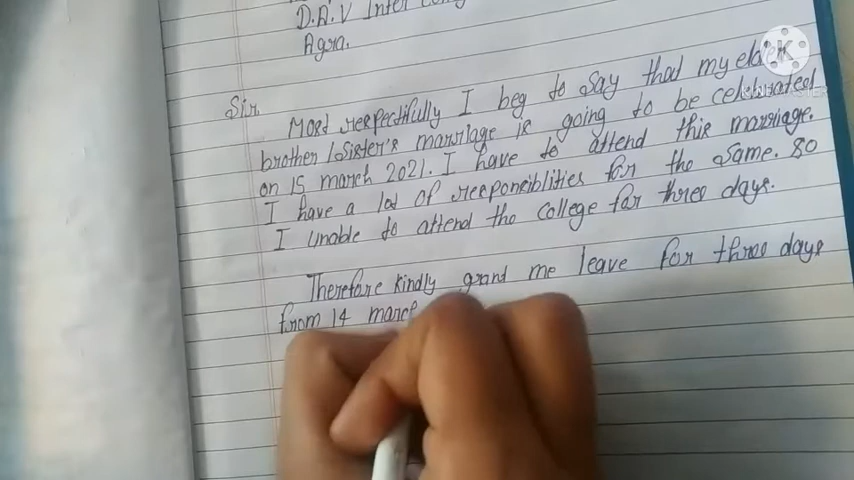 D.A.V Inter
Agra.
Sir
Most respectifully I beg to say that my elder
brother/sister's marriage is going to be celebrated
on 15 march 2021. I have to attend this marriage.
I have a lot of responsiblities for the same. So
I unable to attend the college for three days.
Therefore kindly grant me leave for three days
from 14 march
K